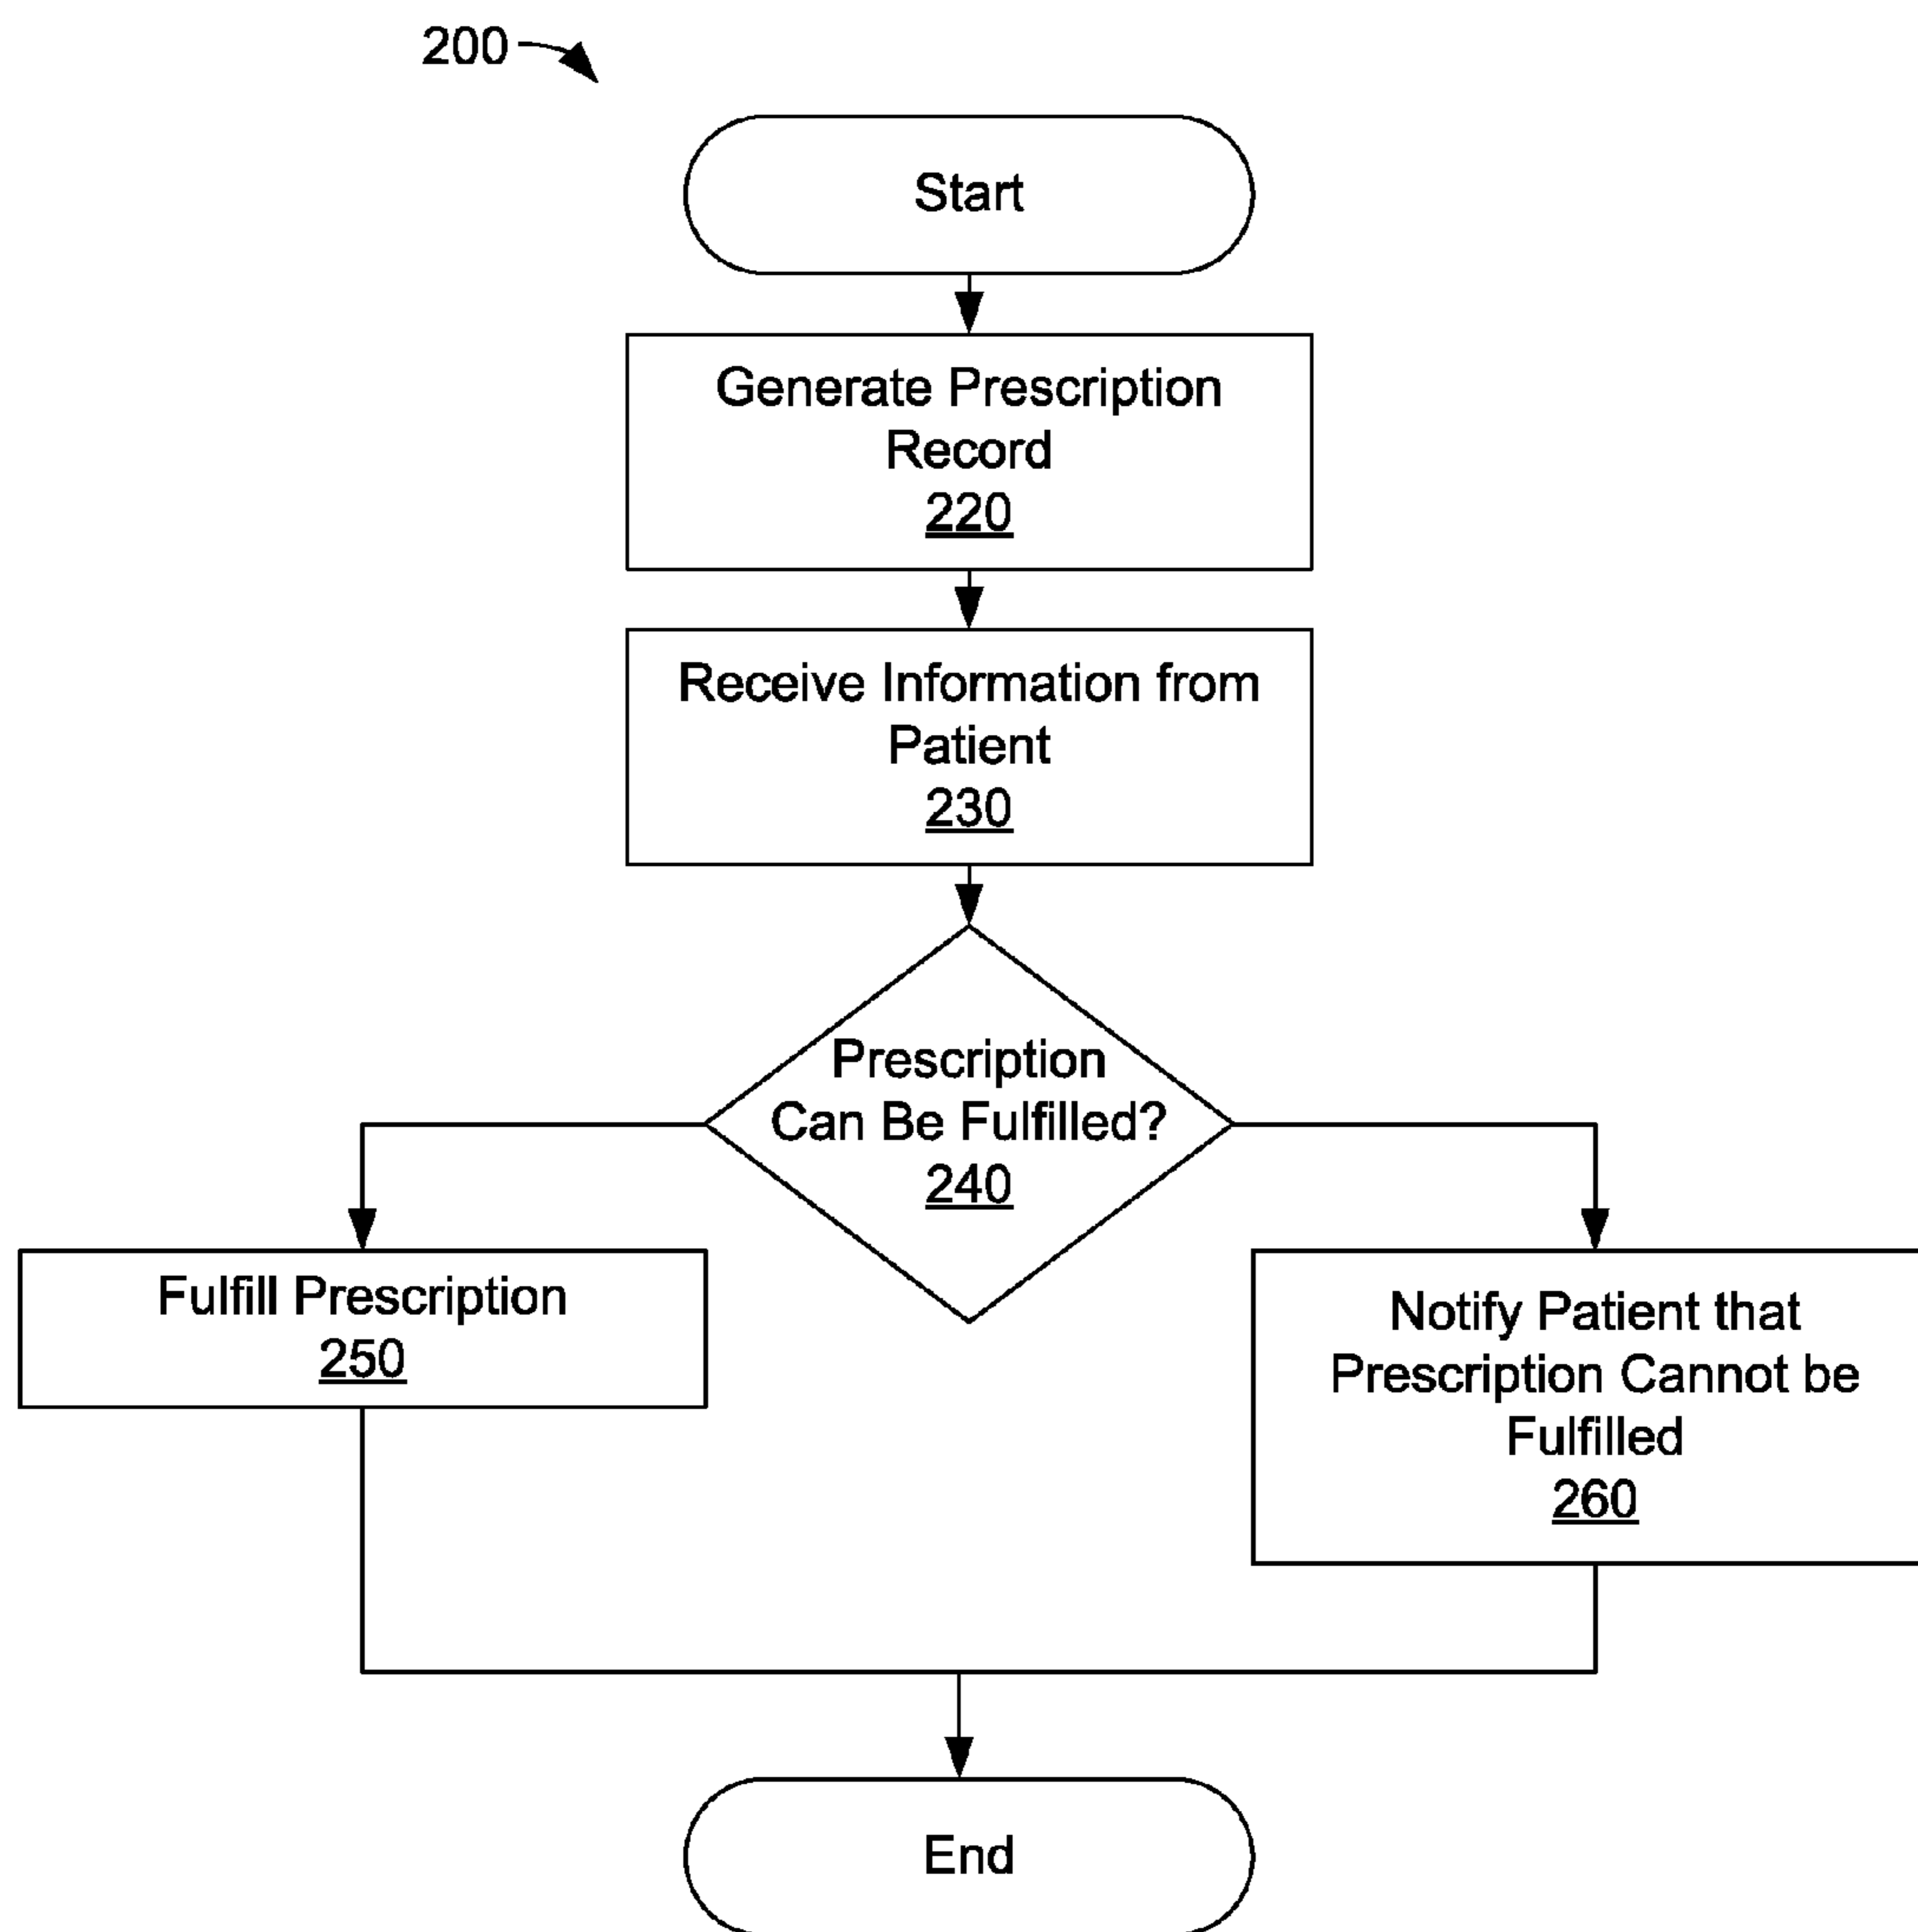 200
Start
Generate Prescription
Record
220
Receive Information from
Patient
230
Prescription
Can Be Fulfilled?
240
Fulfill Prescription
250
Notify Patient that
Prescription Cannot be
Fulfilled
260
End